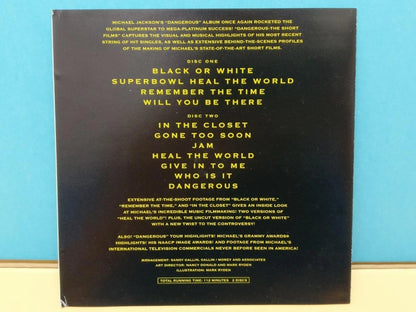 MICHAEL JACKSON'S "DANGEROUS" ALBUM ONCE AGAIN ROCKETED THE
GLOBAL SUPERSTAR TO MEGA-PLATINUM SUCCESS! "DANGEROUS-THE SHORT
FILMS" CAPTURES THE VISUAL AND MUSICAL HIGHLIGHTS OF HIS MOST RECENT
STRING OF HIT SINGLES, AS WELL AS EXTENSIVE BEHIND-THE-SCENES PROFILES
OF THE MAKING OF MICHAEL'S STATE-OF-THE-ART SHORT FILMS.
DISC ONE
BLACK OR WHITE
SUPERBOWL HEAL THE WORLD
REMEMBER THE TIME
WILL YOU BE THERE
DISC TWO
IN THE CLOSET
GONE TOO SOON
JAM
HEAL THE WORLD
GIVE IN TO ME
WHO IS IT
DANGEROUS
EXTENSIVE AT-THE-SHOOT FOOTAGE FROM "BLACK OR WHITE,"
"REMEMBER THE TIME," AND "IN THE CLOSET" GIVES AN INSIDE LOOK
AT MICHAEL'S INCREDIBLE MUSIC FILMMAKING! TWO VERSIONS OF
"HEAL THE WORLD"! PLUS, THE UNCUT VERSION OF "BLACK OR WHITE"
WITH A NEW TWIST TO THE CONTROVERSY!
ALSO! "DANGEROUS" TOUR HIGHLIGHTS! MICHAEL'S GRAMMY AWARDS®
HIGHLIGHTS! HIS NAACP IMAGE AWARDS! AND FOOTAGE FROM MICHAEL'S
INTERNATIONAL TELEVISION COMMERCIALS NEVER BEFORE SEEN IN AMERICA!
MANAGEMENT: SANDY GALLIN, GALLIN / MOREY AND ASSOCIATES
ART DIRECTOR: NANCY DONALD AND MARK RYDEN
ILLUSTRATION: MARK RYDEN
TOTAL RUNNING TIME: 112 MINUTES 2 DISCS